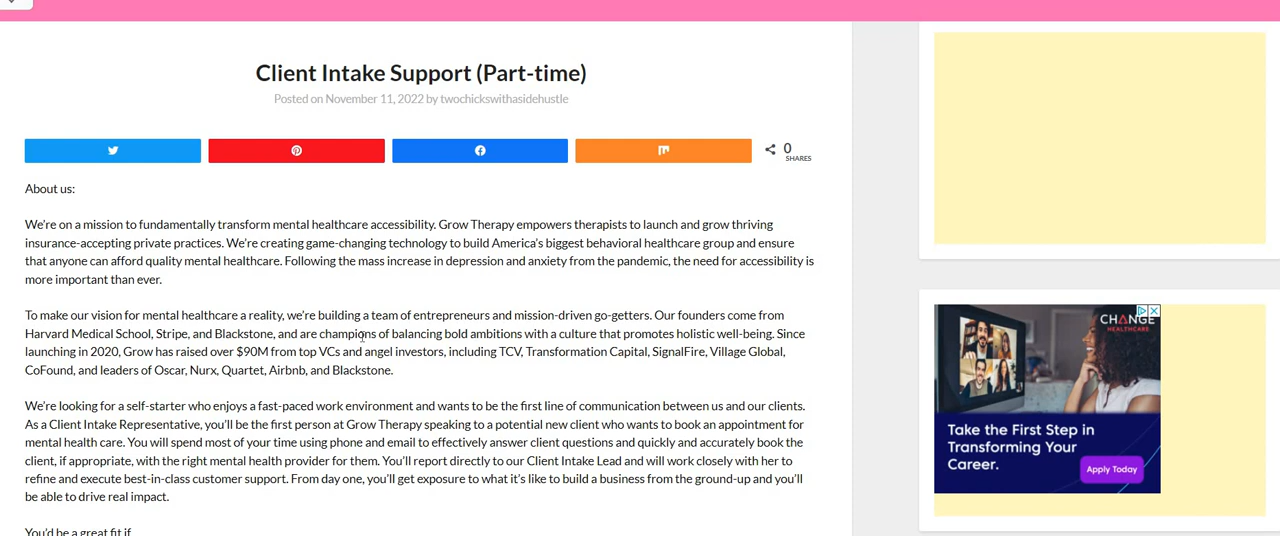 Client Intake Support (Part-time)
Posted on November 11, 2022 by twochickswithasidehustle
0
SHARES
About us:
We're on a mission to fundamentally transform mental healthcare accessibility. Grow Therapy empowers therapists to launch and grow thriving
insurance-accepting private practices. We're creating game-changing technology to build America's biggest behavioral healthcare group and ensure
that anyone can afford quality mental healthcare. Following the mass increase in depression and anxiety from the pandemic, the need for accessibility is
more important than ever.
To make our vision for mental healthcare a reality, we're building a team of entrepreneurs and mission-driven go-getters. Our founders come from
Harvard Medical School, Stripe, and Blackstone, and are champions of balancing bold ambitions with a culture that promotes holistic well-being. Since
launching in 2020, Grow has raised over $90M from top VCs and angel investors, including TCV, Transformation Capital, SignalFire, Village Global,
CoFound, and leaders of Oscar, Nurx, Quartet, Airbnb, and Blackstone.
We're looking for a self-starter who enjoys a fast-paced work environment and wants to be the first line of communication between us and our clients.
As a Client Intake Representative, you'll be the first person at Grow Therapy speaking to a potential new client who wants to book an appointment for
mental health care. You will spend most of your time using phone and email to effectively answer client questions and quickly and accurately book the
client, if appropriate, with the right mental health provider for them. You'll report directly to our Client Intake Lead and will work closely with her to
refine and execute best-in-class customer support. From day one, you'll get exposure to what it's like to build a business from the ground-up and you'll
be able to drive real impact.
You'd be a great fit if
CHANGE
HEALTHCARE
Take the First Step in
Transforming Your
Career.
Apply Today